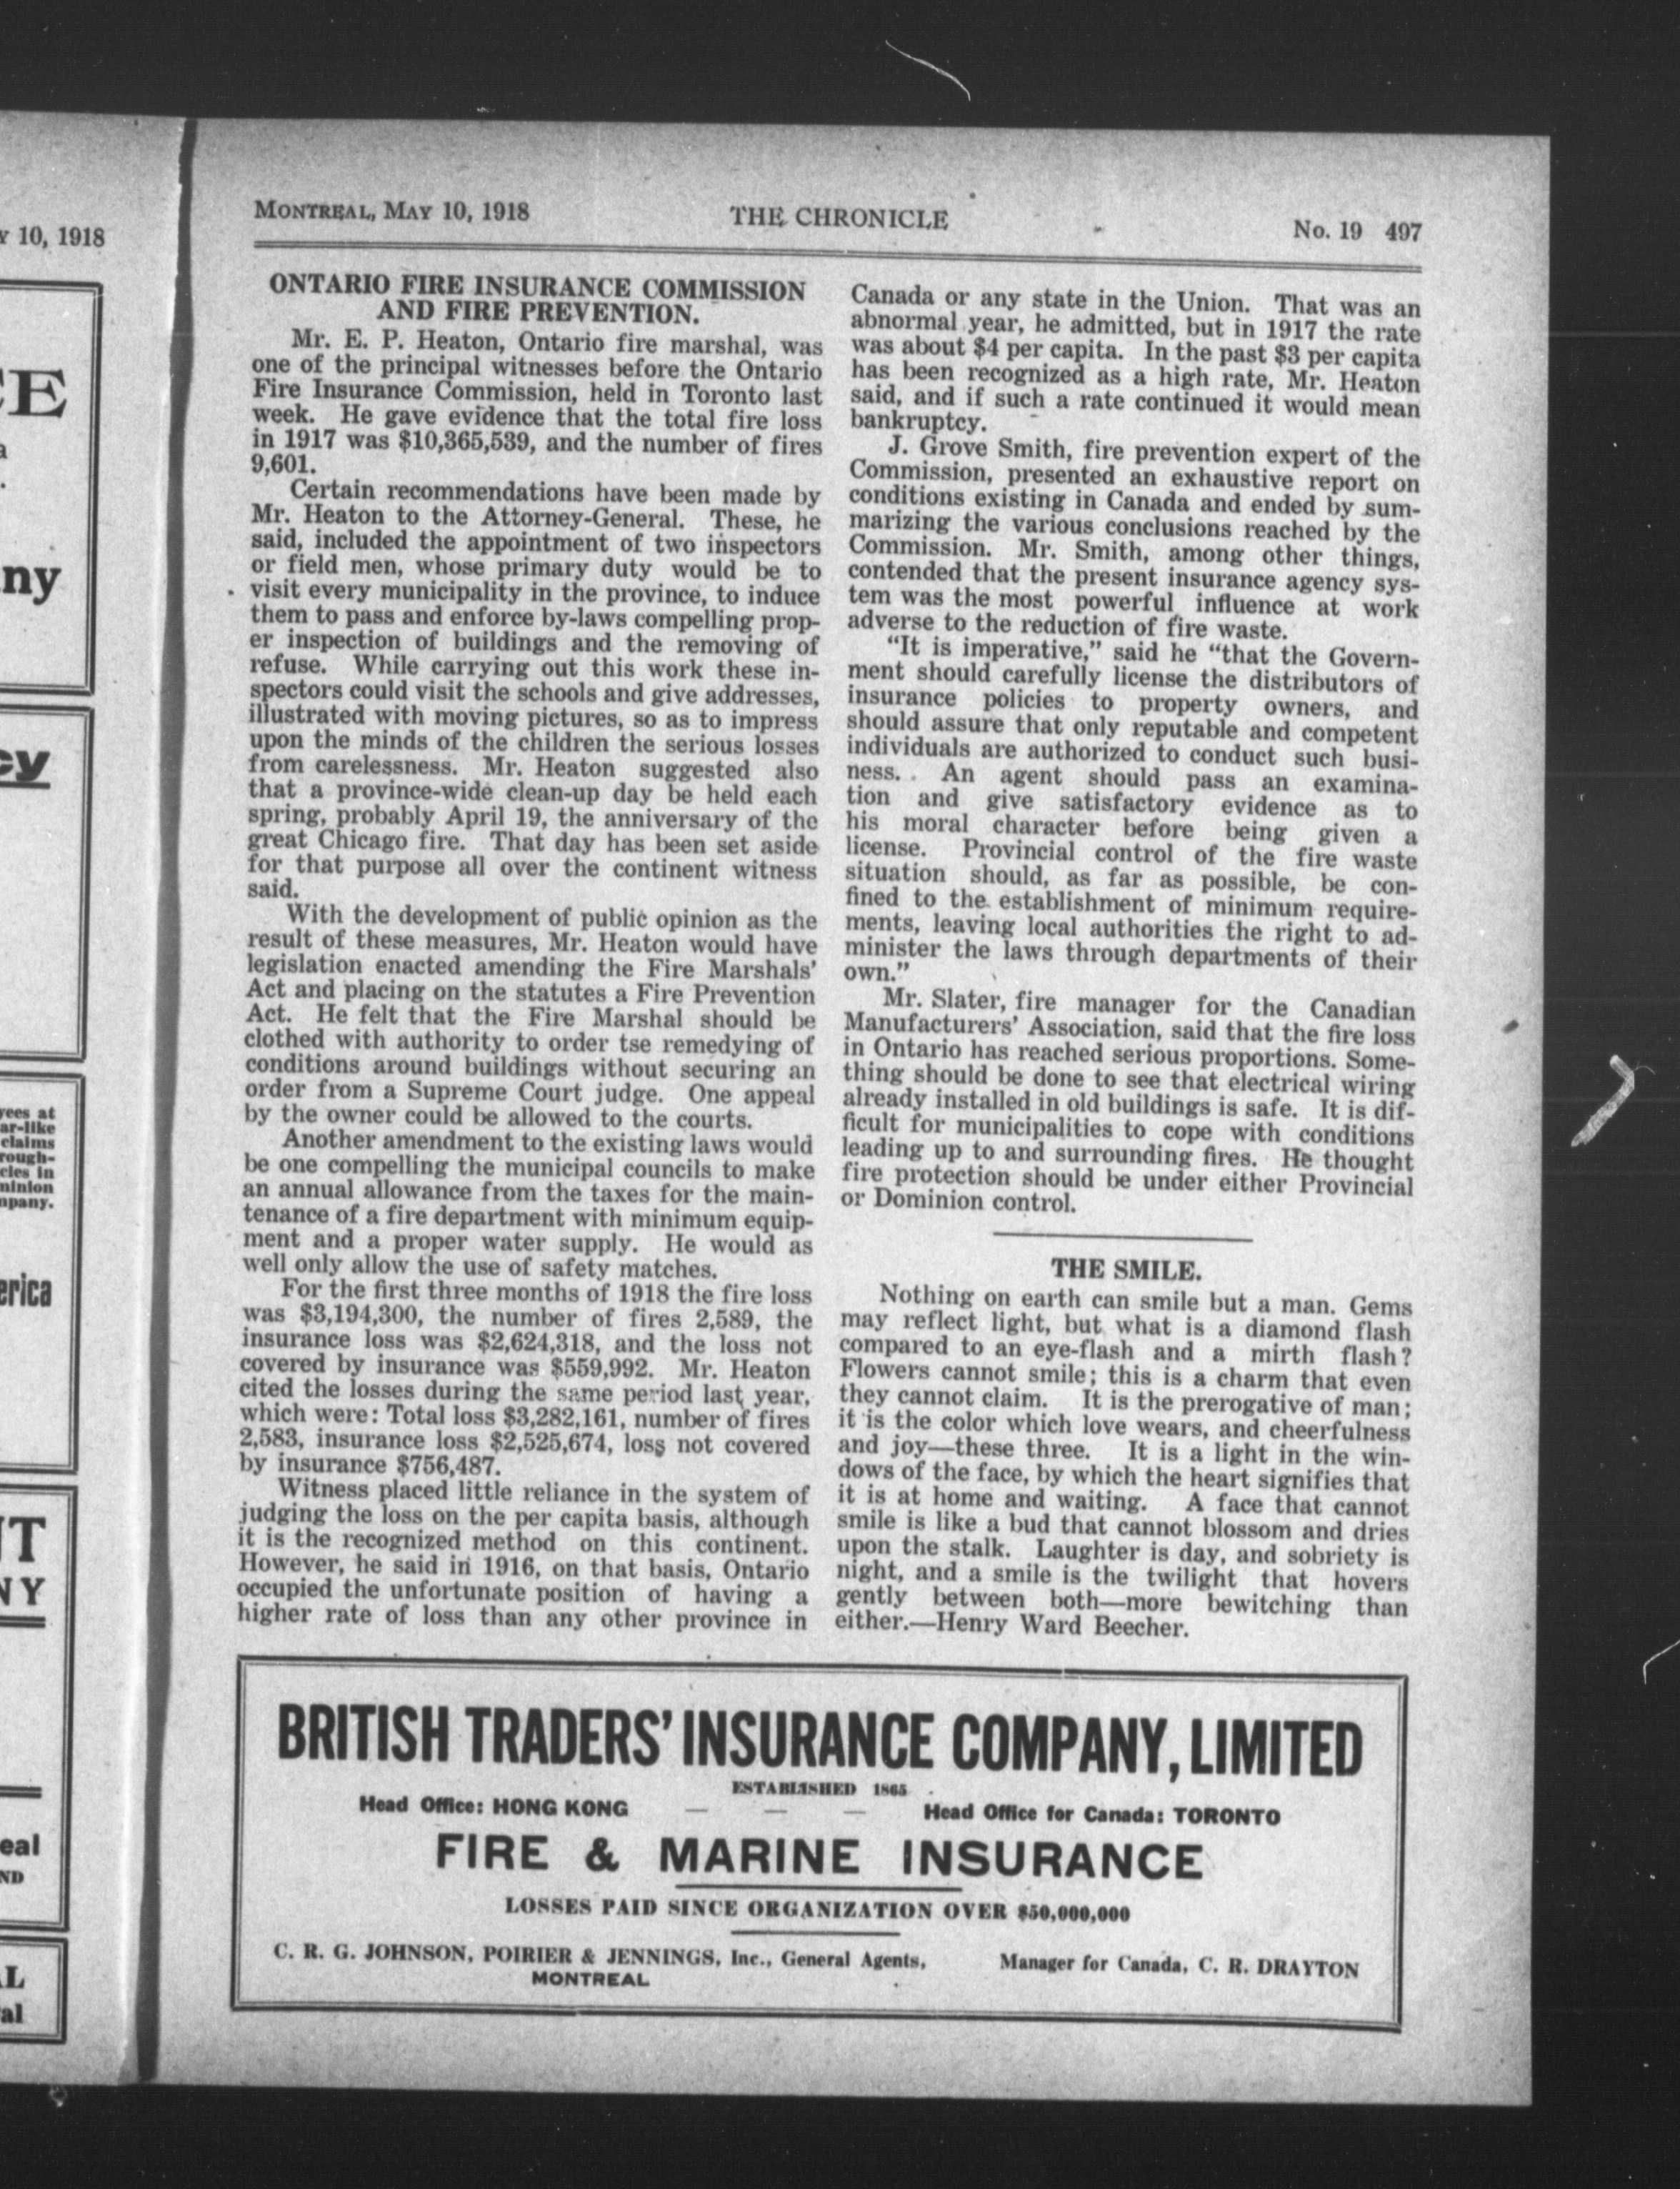 Y 10, 1918
CE
a
ny
cy
yees at
ar-like
claims
rough-
cies in
minion
mpany.
erica
NT
NY
eal
ND
AL
al
MONTREAL, MAY 10, 1918
THE CHRONICLE
No. 19 497
ONTARIO FIRE INSURANCE COMMISSION
AND FIRE PREVENTION.
Mr. E. P. Heaton, Ontario fire marshal, was
one of the principal witnesses before the Ontario
Fire Insurance Commission, held in Toronto last
week. He gave evidence that the total fire loss
in 1917 was $10,365,539, and the number of fires
9,601.
Certain recommendations have been made by
Mr. Heaton to the Attorney-General. These, he
said, included the appointment of two inspectors
or field men, whose primary duty would be to
visit every municipality in the province, to induce
them to pass and enforce by-laws compelling prop-
er inspection of buildings and the removing of
refuse. While carrying out this work these in-
spectors could visit the schools and give addresses,
illustrated with moving pictures, so as to impress
upon the minds of the children the serious losses
from carelessness. Mr. Heaton suggested also
that a province-wide clean-up day be held each
spring, probably April 19, the anniversary of the
great Chicago fire. That day has been set aside
for that purpose all over the continent witness
said.
With the development of public opinion as the
result of these measures, Mr. Heaton would have
legislation enacted amending the Fire Marshals'
Act and placing on the statutes a Fire Prevention
Act. He felt that the Fire Marshal should be
clothed with authority to order tse remedying of
conditions around buildings without securing an
order from a Supreme Court judge. One appeal
by the owner could be allowed to the courts.
Another amendment to the existing laws would
be one compelling the municipal councils to make
an annual allowance from the taxes for the main-
tenance of a fire department with minimum equip-
ment and a proper water supply. He would as
well only allow the use of safety matches.
For the first three months of 1918 the fire loss
was $3,194,300, the number of fires 2,589, the
insurance loss was $2,624,318, and the loss not
covered by insurance was $559,992. Mr. Heaton
cited the losses during the same period last year,
which were: Total loss $3,282,161, number of fires
2,583, insurance loss $2,525,674, loss not covered
by insurance $756,487.
Witness placed little reliance in the system of
judging the loss on the per capita basis, although
it is the recognized method on this continent.
However, he said in 1916, on that basis, Ontario
occupied the unfortunate position of having a
higher rate of loss than any other province in
Canada or any state in the Union. That was an
abnormal year, he admitted, but in 1917 the rate
was about $4 per capita. In the past $3 per capita
has been recognized as a high rate, Mr. Heaton
said, and if such a rate continued it would mean
bankruptcy.
J. Grove Smith, fire prevention expert of the
Commission, presented an exhaustive report on
conditions existing in Canada and ended by sum-
marizing the various conclusions reached by the
Commission. Mr. Smith, among other things,
contended that the present insurance agency sys-
tem was the most powerful influence at work
adverse to the reduction of fire waste.
"It is imperative," said he "that the Govern-
ment should carefully license the distributors of
insurance policies to property owners, and
should assure that only reputable and competent
individuals are authorized to conduct such busi-
ness. An agent should pass an examina-
tion and give satisfactory evidence as to
his moral character before being given a
license. Provincial control of the fire waste
situation should, as far as possible, be con-
fined to the establishment of minimum require-
ments, leaving local authorities the right to ad-
minister the laws through departments of their
own."
Mr. Slater, fire manager for the Canadian
Manufacturers' Association, said that the fire loss
in Ontario has reached serious proportions. Some-
thing should be done to see that electrical wiring
already installed in old buildings is safe. It is dif-
ficult for municipalities to cope with conditions
leading up to and surrounding fires. He thought
fire protection should be under either Provincial
or Dominion control.
THE SMILE.
Nothing on earth can smile but a man. Gems
may reflect light, but what is a diamond flash
compared to an eye-flash and a mirth flash?
Flowers cannot smile; this is a charm that even
they cannot claim. It is the prerogative of man;
it is the color which love wears, and cheerfulness
and joy—these three. It is a light in the win-
dows of the face, by which the heart signifies that
it is at home and waiting. A face that cannot
smile is like a bud that cannot blossom and dries
upon the stalk. Laughter is day, and sobriety is
night, and a smile is the twilight that hovers
gently between both—more bewitching than
either.—Henry Ward Beecher.
BRITISH TRADERS' INSURANCE COMPANY, LIMITED
ESTABLISHED 1865
Head Office: HONG KONG — — — Head Office for Canada: TORONTO
FIRE & MARINE INSURANCE
LOSSES PAID SINCE ORGANIZATION OVER $50,000,000
C. R. G. JOHNSON, POIRIER & JENNINGS, Inc., General Agents,
MONTREAL
Manager for Canada, C. R. DRAYTON